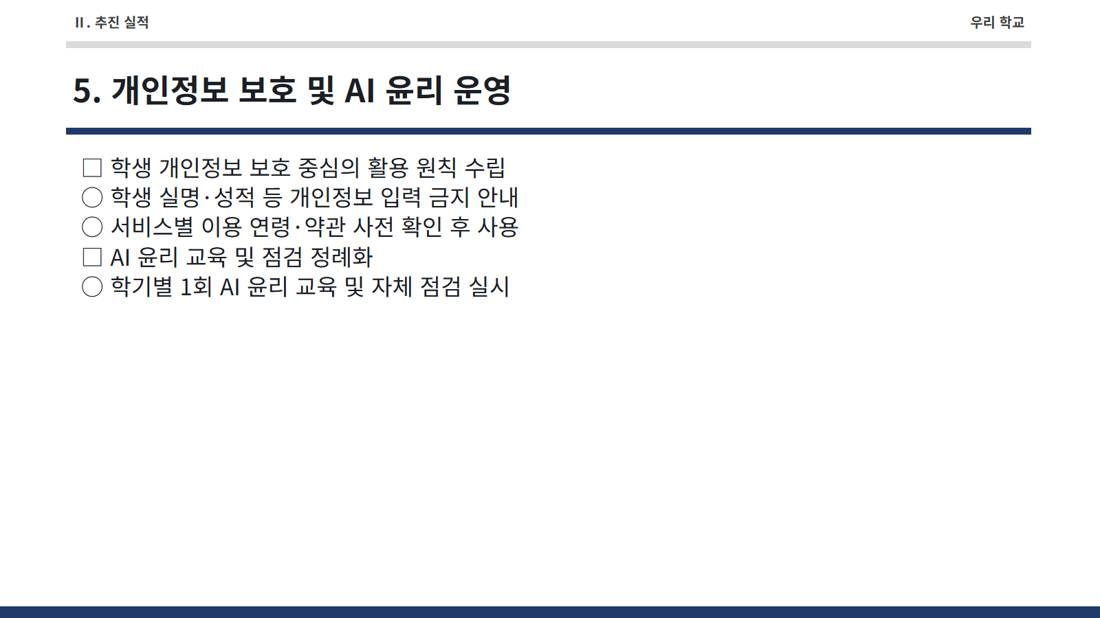 Ⅱ. 추진 실적
우리 학교
5. 개인정보 보호 및 AI 윤리 운영
□ 학생 개인정보 보호 중심의 활용 원칙 수립
○ 학생 실명·성적 등 개인정보 입력 금지 안내
○ 서비스별 이용 연령·약관 사전 확인 후 사용
□ AI 윤리 교육 및 점검 정례화
○ 학기별 1회 AI 윤리 교육 및 자체 점검 실시